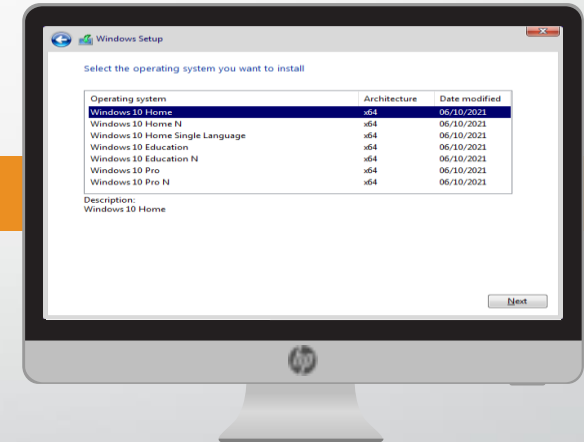 Windows Setup
Select the operating system you want to install
Operating system Architecture Date modified
Windows 10 Home x64 06/10/2021
Windows 10 Home N x64 06/10/2021
Windows 10 Home Single Language x64 06/10/2021
Windows 10 Education x64 06/10/2021
Windows 10 Education N x64 06/10/2021
Windows 10 Pro x64 06/10/2021
Windows 10 Pro N x64 06/10/2021
Description:
Windows 10 Home
Next
hp